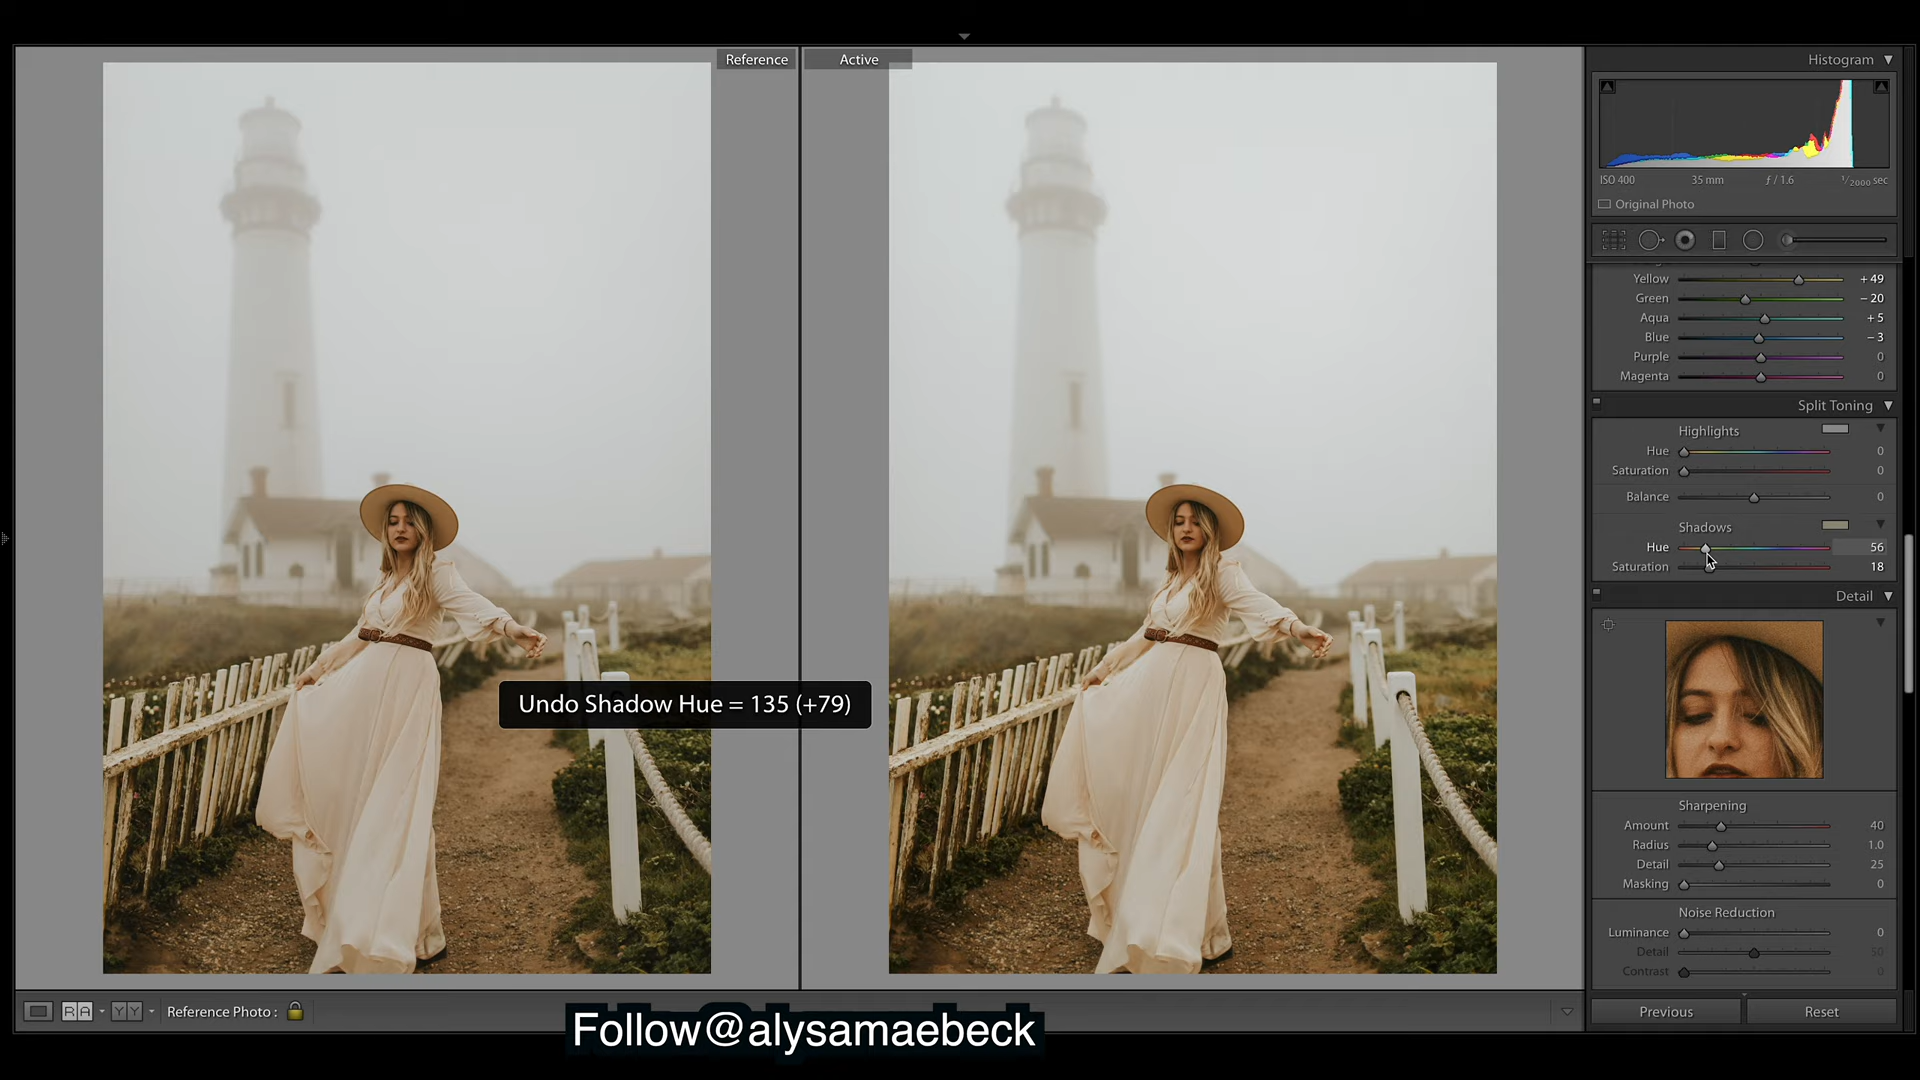 Reference
Active
Histogram
ISO 400 35 mm ƒ / 1.6 1/2000 sec
Original Photo
Yellow + 49
Green − 20
Aqua + 5
Blue − 3
Purple 0
Magenta 0
Split Toning
Highlights
Hue 0
Saturation 0
Balance 0
Shadows
Hue 56
Saturation 18
Detail
Undo Shadow Hue = 135 (+79)
Sharpening
Amount 40
Radius 1.0
Detail 25
Masking 0
Noise Reduction
Luminance 0
Detail 50
Contrast 0
Previous Reset
R A Y Y Reference Photo :
Follow@alysamaebeck